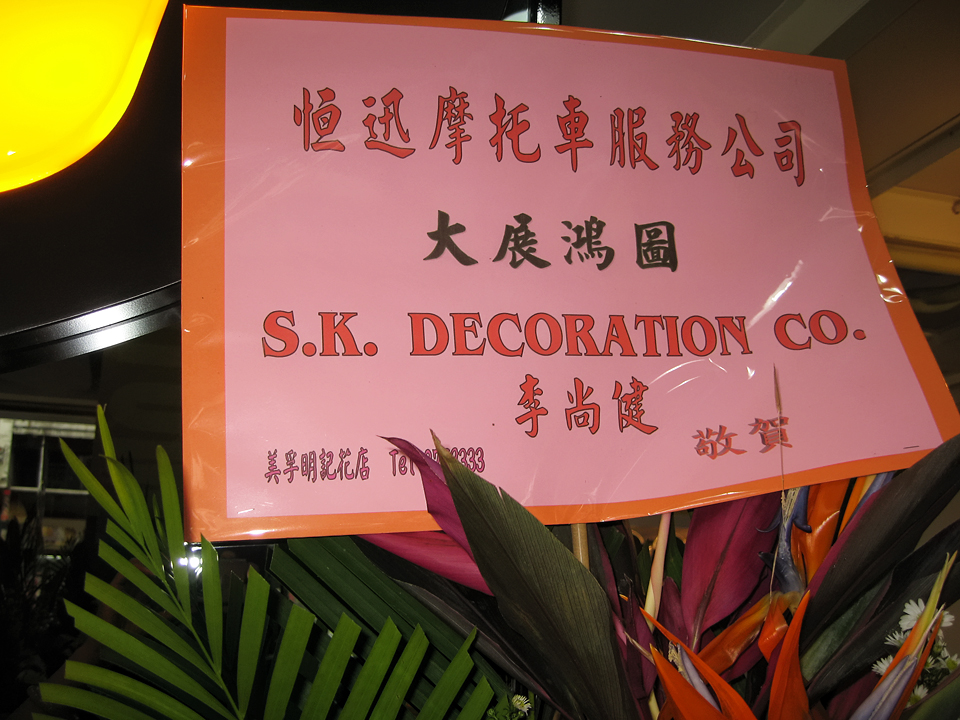 恒迅摩托車服務公司
大展鴻圖
S.K. DECORATION CO.
李尚健
敬賀
美孚明記花店 Tel